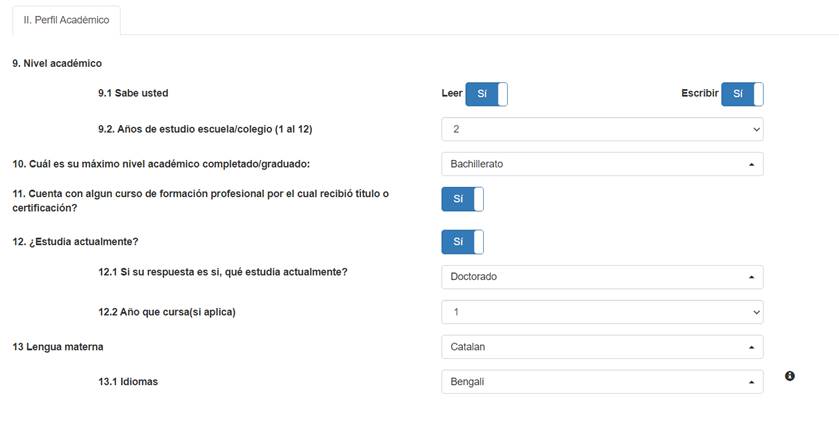 II. Perfil Académico
9. Nivel académico
9.1 Sabe usted
Leer Sí
Escribir Sí
9.2. Años de estudio escuela/colegio (1 al 12)
2
10. Cuál es su máximo nivel académico completado/graduado:
Bachillerato
11. Cuenta con algun curso de formación profesional por el cual recibió titulo o
certificación?
Sí
12. ¿Estudia actualmente?
Sí
12.1 Si su respuesta es si, qué estudia actualmente?
Doctorado
12.2 Año que cursa(si aplica)
1
13 Lengua materna
Catalan
13.1 Idiomas
Bengali